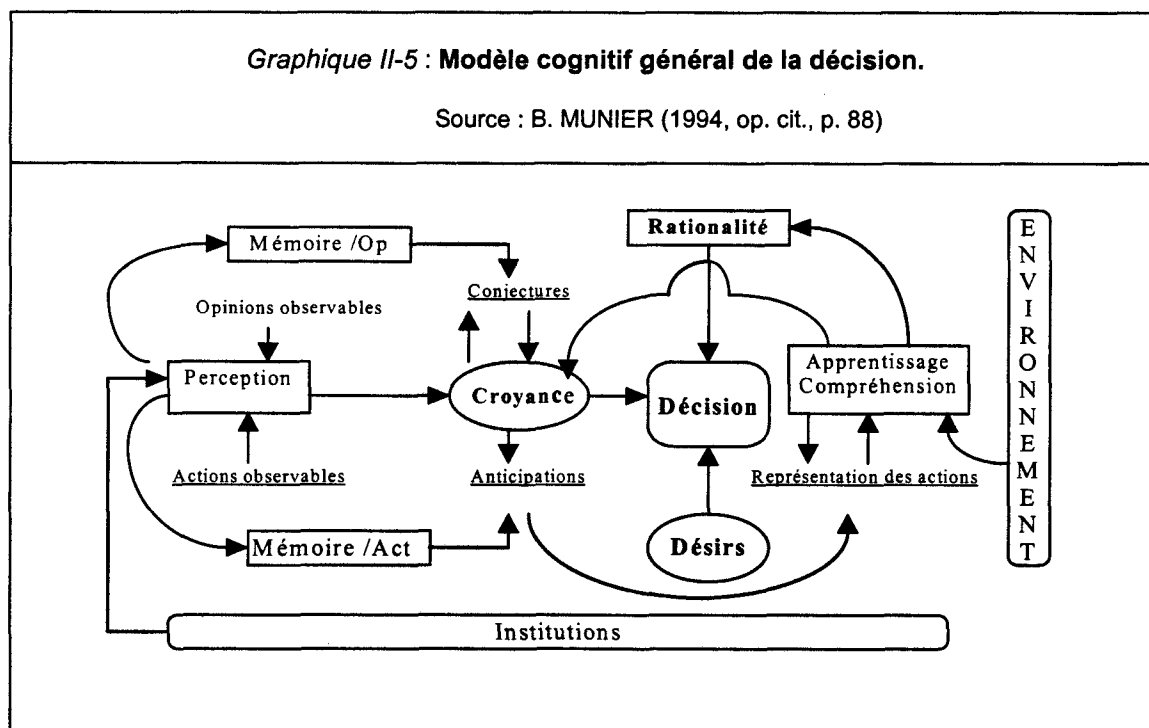 Graphique II-5 : Modèle cognitif général de la décision.
Source : B. MUNIER (1994, op. cit., p. 88)
Rationalité
Mémoire /Op
Conjectures
Opinions observables
Perception
Croyance
Décision
Apprentissage
Compréhension
Actions observables
Anticipations
Représentation des actions
Mémoire /Act
Désirs
Institutions
ENVIRONNEMENT